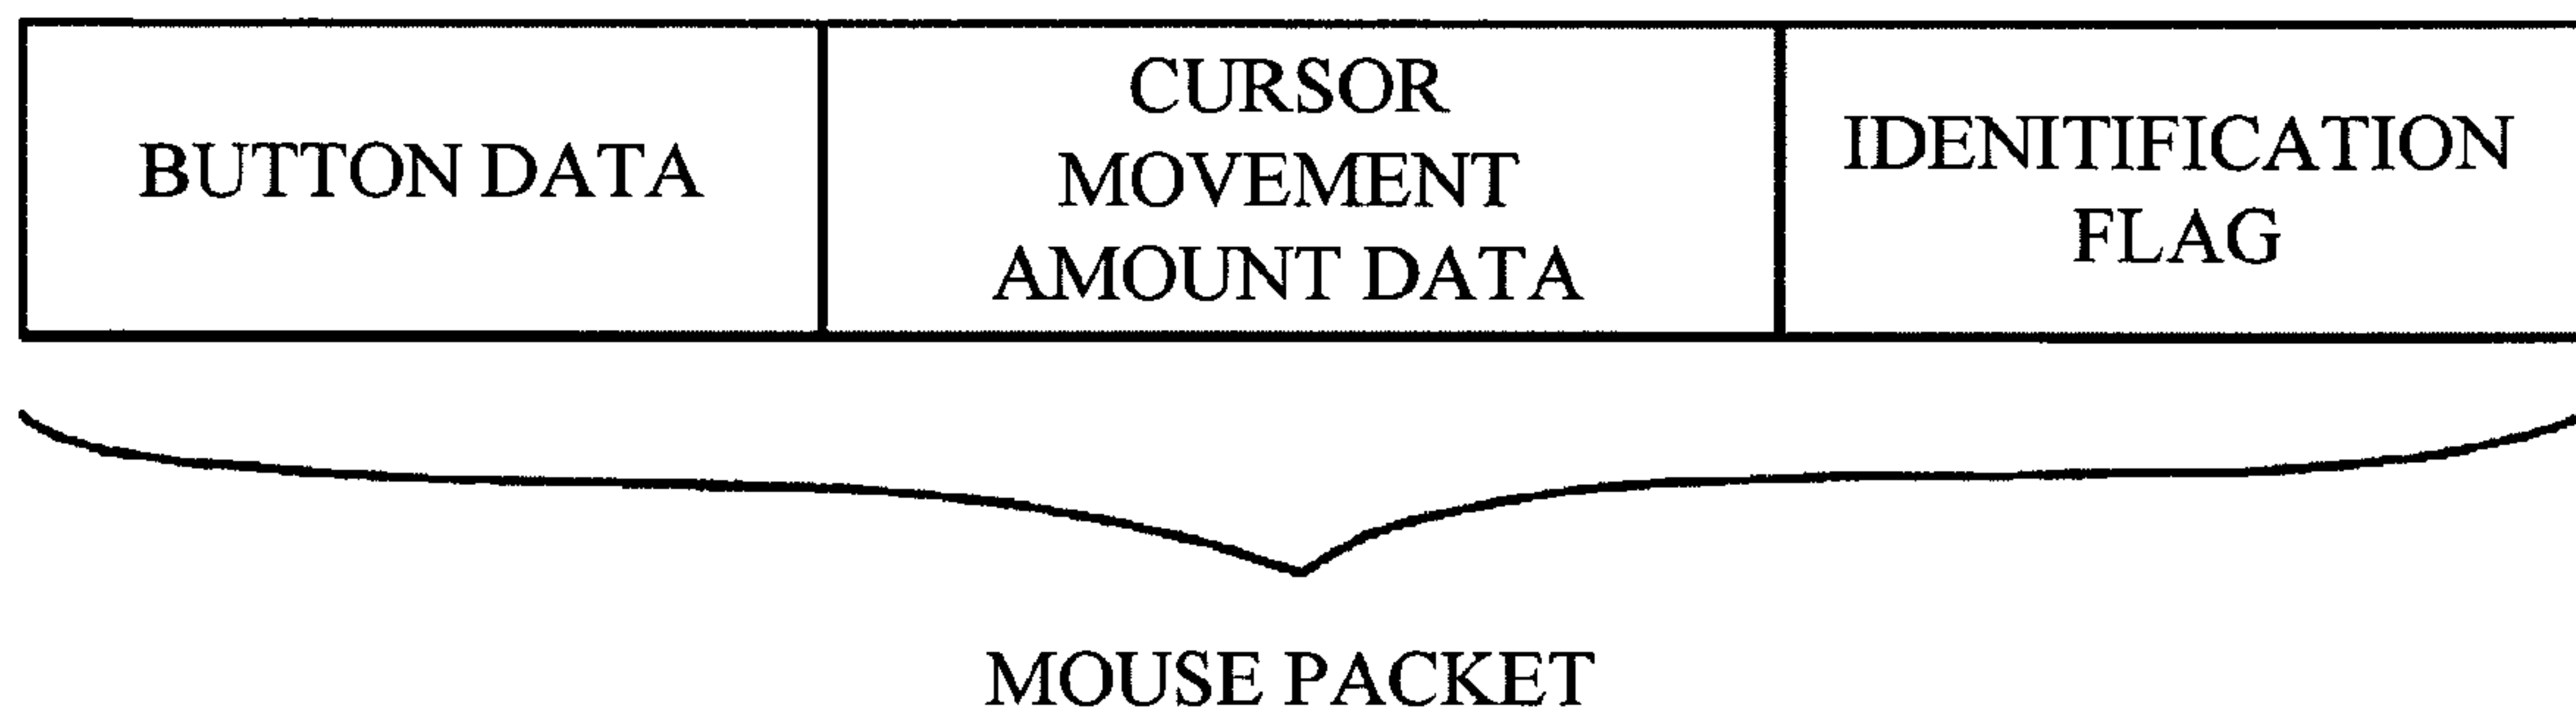 BUTTON DATA
CURSOR
MOVEMENT
AMOUNT DATA
IDENITIFICATION
FLAG
MOUSE PACKET